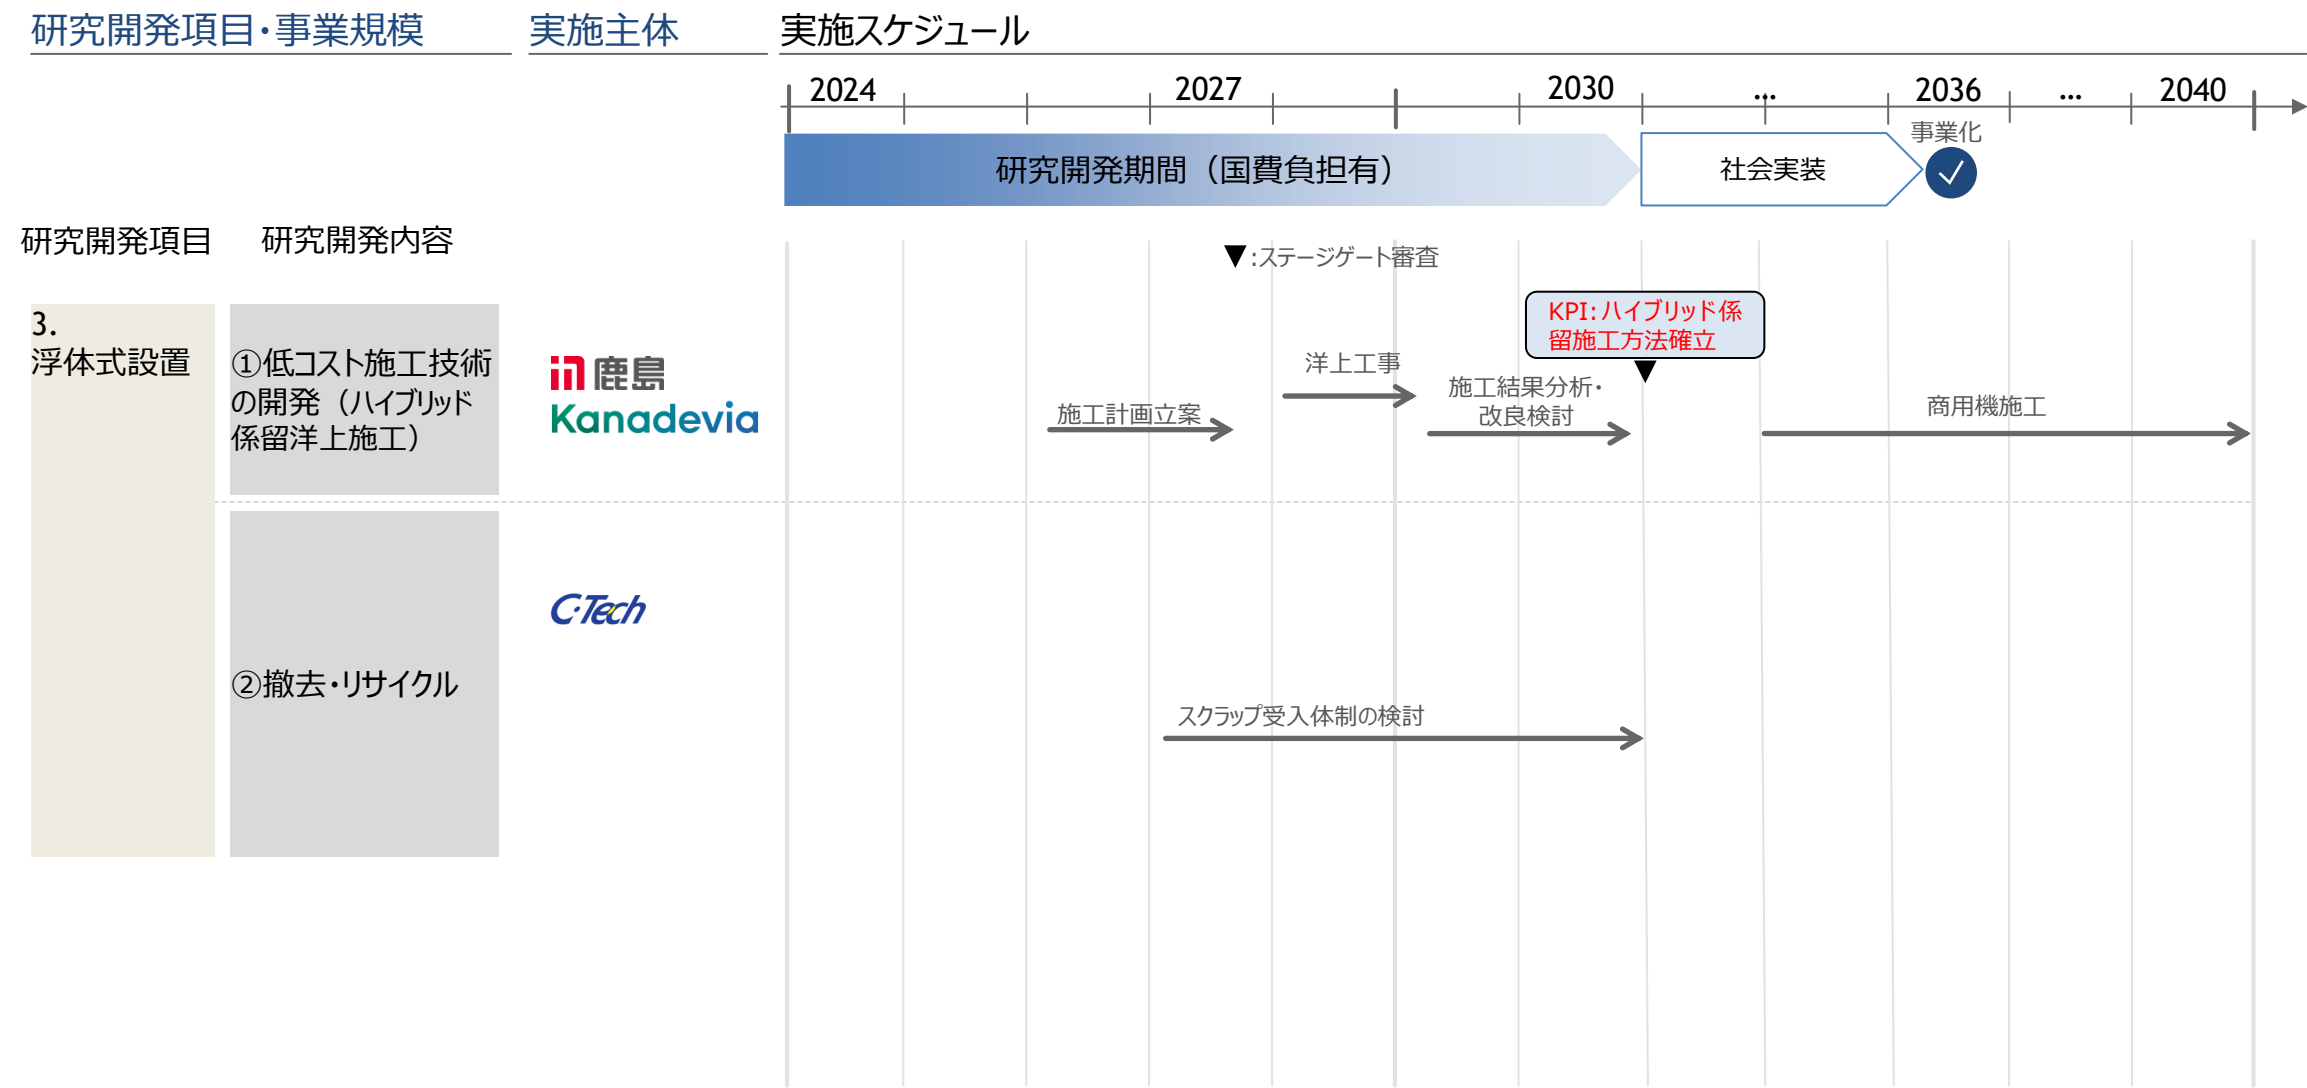 研究開発項目・事業規模
実施主体
実施スケジュール
2024
2027
2030
...
2036
...
2040
事業化
研究開発期間（国費負担有）
社会実装
研究開発項目
研究開発内容
▼:ステージゲート審査
3.
浮体式設置
①低コスト施工技術
の開発（ハイブリッド
係留洋上施工）
鹿島
Kanadevia
施工計画立案
洋上工事
施工結果分析・
改良検討
KPI:ハイブリッド係
留施工方法確立
▼
商用機施工
②撤去・リサイクル
C-Tech
スクラップ受入体制の検討